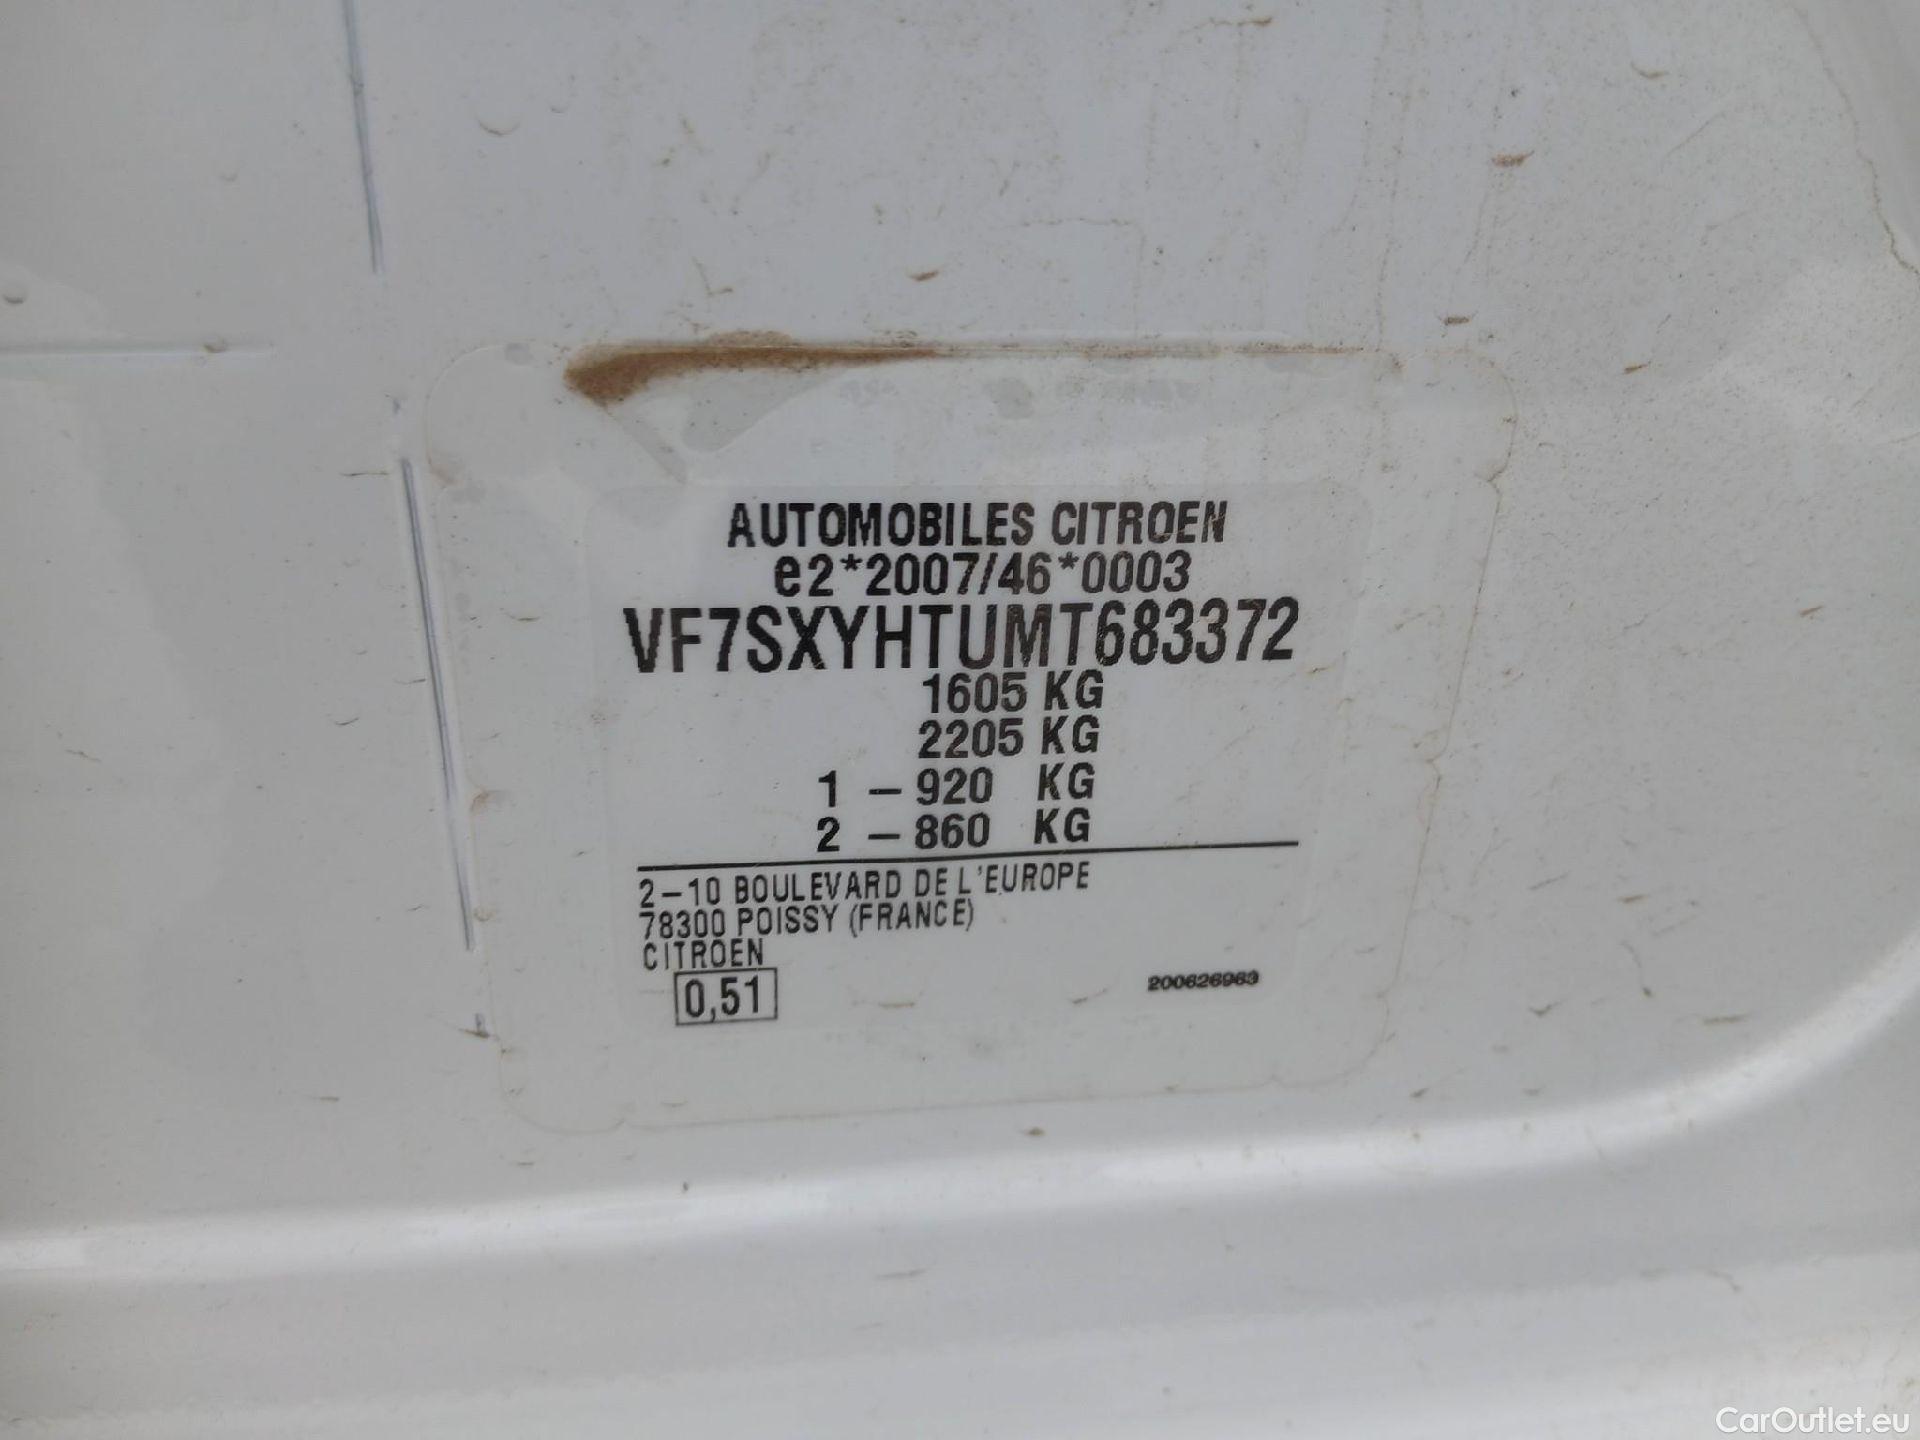 AUTOMOBILES CITROEN
e2*2007/46*0003
VF7SXYHTUMT683372
1605 KG
2205 KG
1 – 920 KG
2 – 860 KG
2–10 BOULEVARD DE L'EUROPE
78300 POISSY (FRANCE)
CITROEN
0,51
200626963
CarOutlet.eu